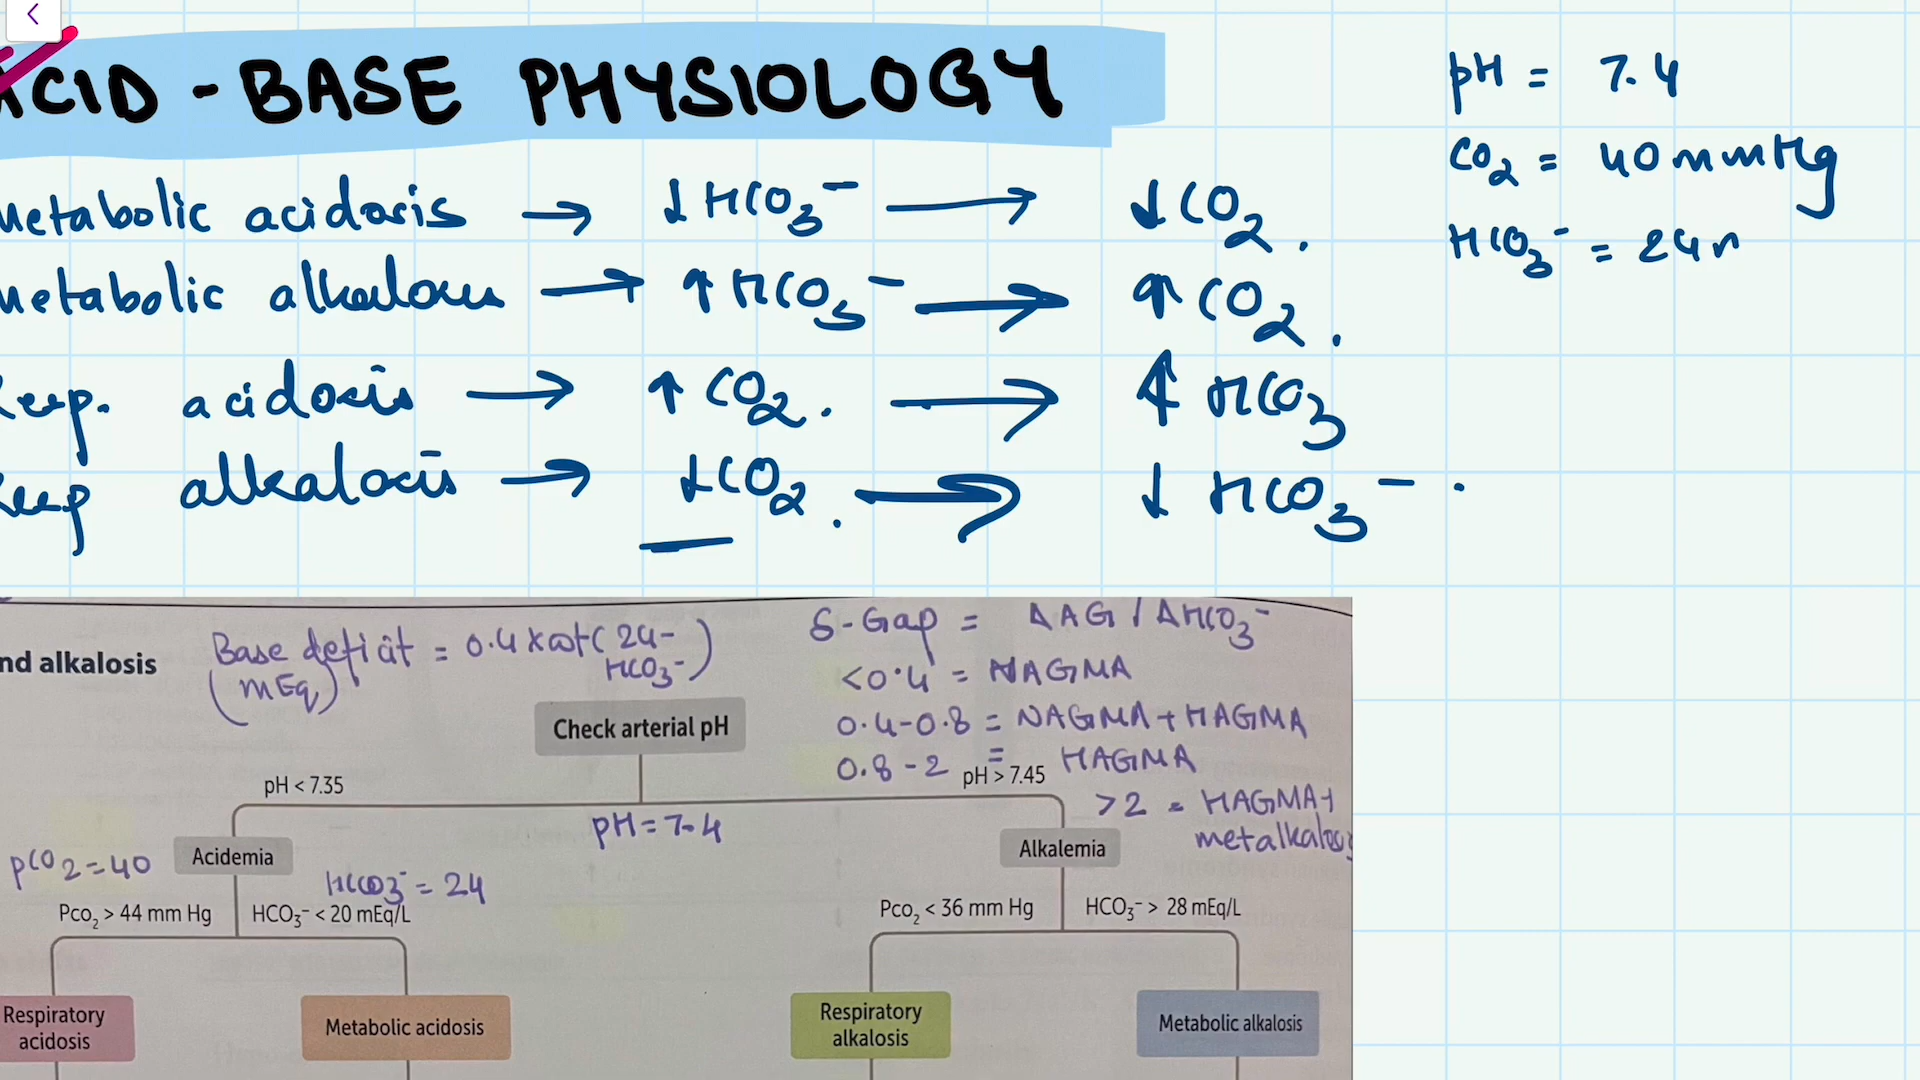 ACID - BASE PHYSIOLOGY
pH = 7.4
CO2 = 40mmHg
HCO3- = 24m
metabolic acidosis → ↓ HCO3- → ↓ CO2.
metabolic alkalosis → ↑ HCO3- → ↑ CO2.
Resp. acidosis → ↑ CO2. → ↑ HCO3
Resp alkalosis → ↓ CO2. → ↓ HCO3- .
nd alkalosis
Base deficit = 0.4 x wt (24-
HCO3-)
(mEq)
δ-Gap = ΔAG / ΔHCO3-
<0.4 = NAGMA
0.4-0.8 = NAGMA + HAGMA
0.8-2 = HAGMA
>2 = HAGMA+
metalkalosis
Check arterial pH
pH < 7.35
pH > 7.45
pH = 7.4
Acidemia
Alkalemia
pCO2 = 40
HCO3- = 24
Pco2 > 44 mm Hg
HCO3- < 20 mEq/L
Pco2 < 36 mm Hg
HCO3- > 28 mEq/L
Respiratory
acidosis
Metabolic acidosis
Respiratory
alkalosis
Metabolic alkalosis